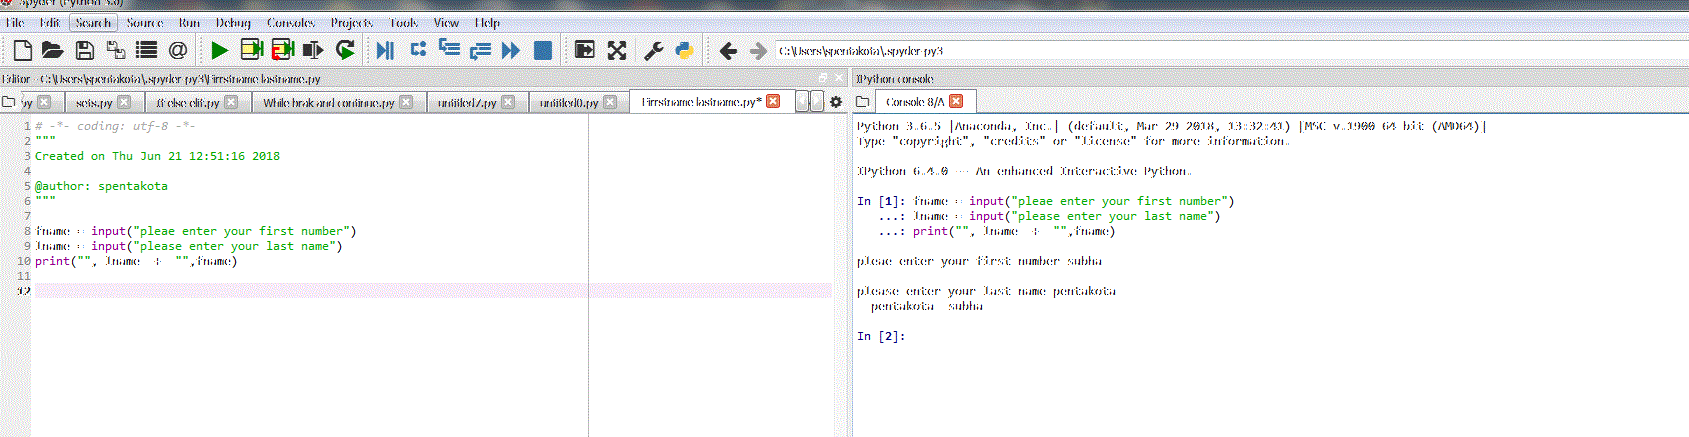 Spyder (Python 3.6)
File Edit Search Source Run Debug Consoles Projects Tools View Help
C:\Users\spentakota\.spyder-py3
Editor - C:\Users\spentakota\.spyder-py3\Firrstname lastname.py
.py sets.py If else elif.py While brak and continue.py untitled7.py untitled0.py Firrstname lastname.py*
1 # -*- coding: utf-8 -*-
2 """
3 Created on Thu Jun 21 12:51:16 2018
4
5 @author: spentakota
6 """
7
8 fname = input("pleae enter your first number")
9 lname = input("please enter your last name")
10 print("", lname + "",fname)
11
12
IPython console
Console 8/A
Python 3.6.5 |Anaconda, Inc.| (default, Mar 29 2018, 13:32:41) [MSC v.1900 64 bit (AMD64)]
Type "copyright", "credits" or "license" for more information.
IPython 6.4.0 -- An enhanced Interactive Python.
In [1]: fname = input("pleae enter your first number")
...: lname = input("please enter your last name")
...: print("", lname + "",fname)
pleae enter your first number subha
please enter your last name pentakota
pentakota subha
In [2]: